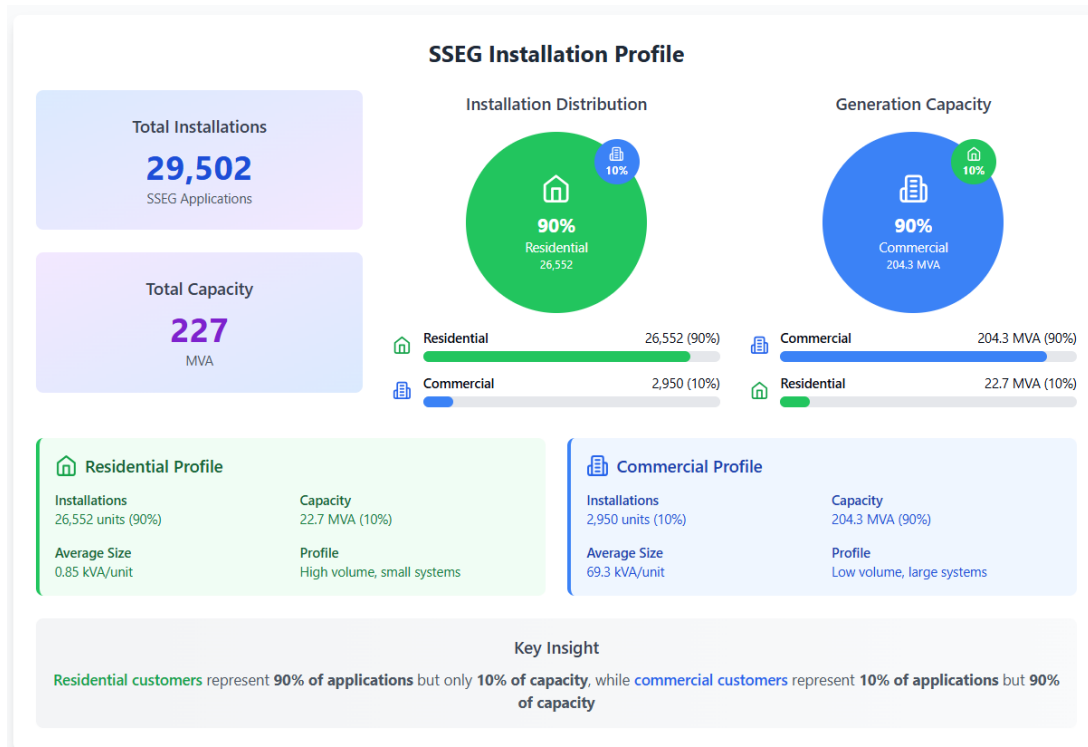 SSEG Installation Profile
Total Installations
29,502
SSEG Applications
Total Capacity
227
MVA
Installation Distribution
10%
90%
Residential
26,552
Residential 26,552 (90%)
Commercial 2,950 (10%)
Generation Capacity
10%
90%
Commercial
204.3 MVA
Commercial 204.3 MVA (90%)
Residential 22.7 MVA (10%)
Residential Profile
Installations
26,552 units (90%)
Capacity
22.7 MVA (10%)
Average Size
0.85 kVA/unit
Profile
High volume, small systems
Commercial Profile
Installations
2,950 units (10%)
Capacity
204.3 MVA (90%)
Average Size
69.3 kVA/unit
Profile
Low volume, large systems
Key Insight
Residential customers represent 90% of applications but only 10% of capacity, while commercial customers represent 10% of applications but 90%
of capacity